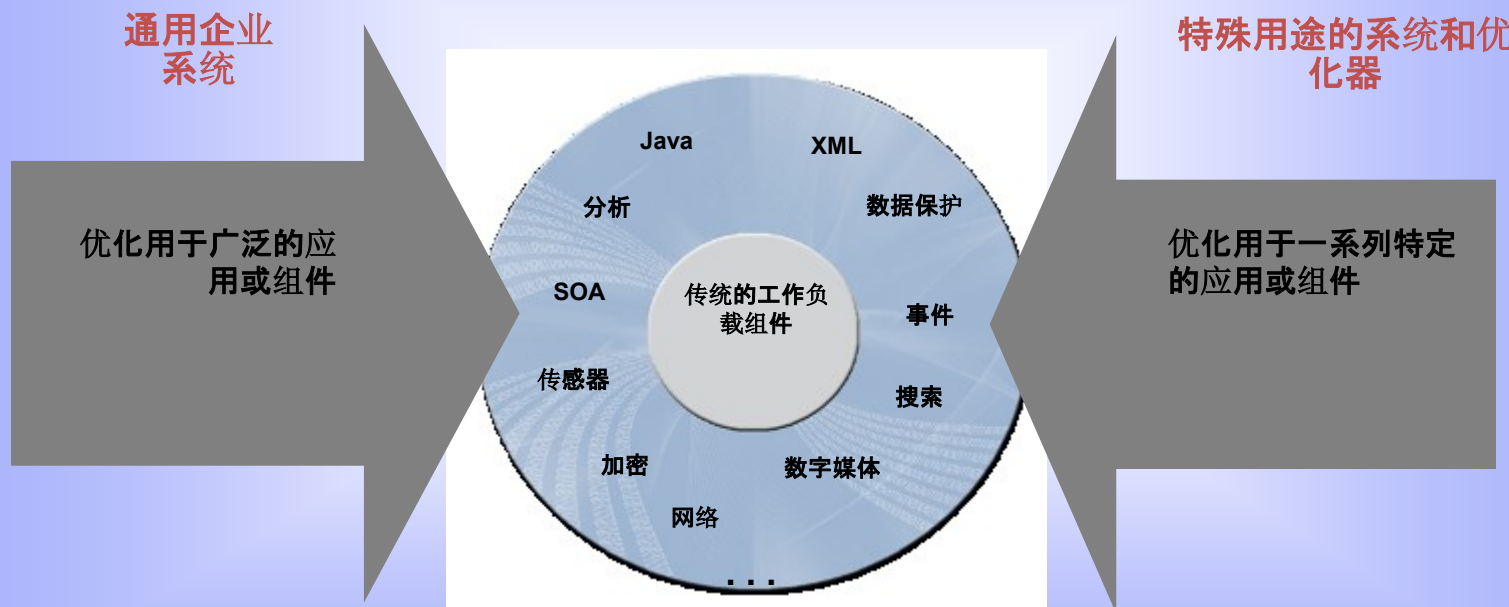 通用企业
系统
特殊用途的系统和优
化器
优化用于广泛的应
用或组件
Java
XML
分析
数据保护
SOA
传统的工作负
载组件
事件
传感器
搜索
加密
数字媒体
网络
...
优化用于一系列特定
的应用或组件